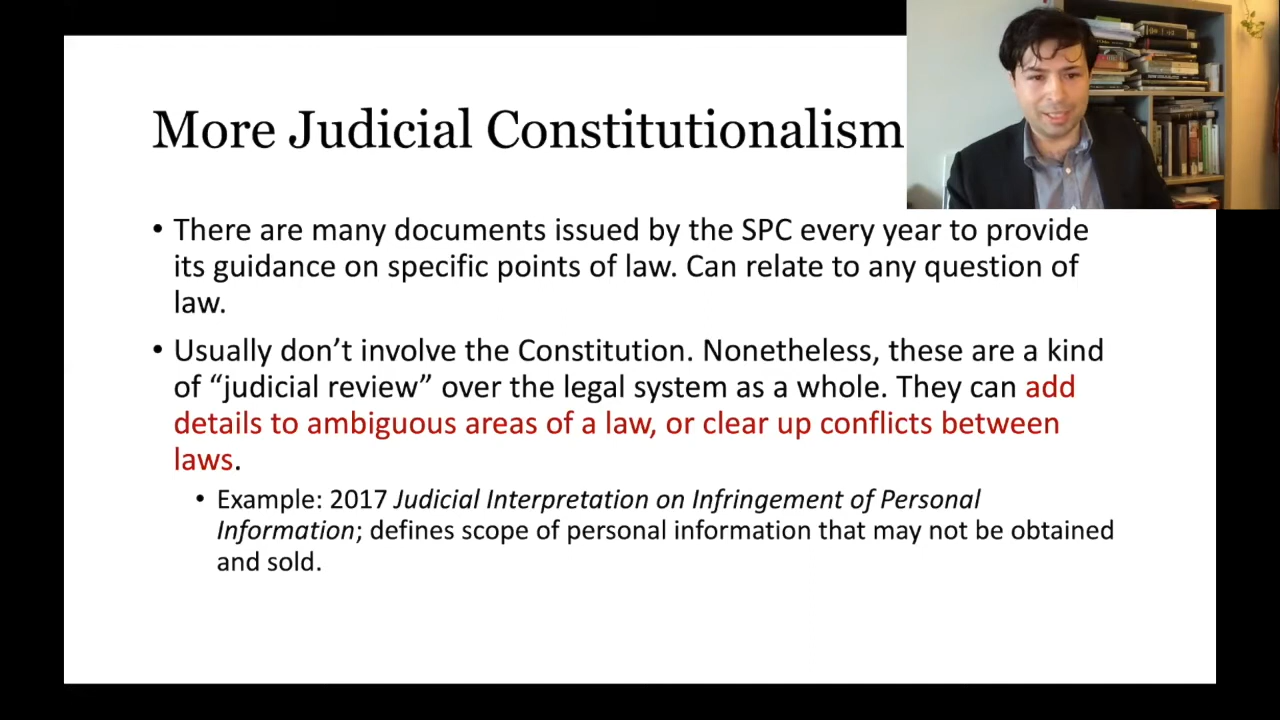 More Judicial Constitutionalism
• There are many documents issued by the SPC every year to provide
its guidance on specific points of law. Can relate to any question of
law.
• Usually don’t involve the Constitution. Nonetheless, these are a kind
of “judicial review” over the legal system as a whole. They can add
details to ambiguous areas of a law, or clear up conflicts between
laws.
• Example: 2017 Judicial Interpretation on Infringement of Personal
Information; defines scope of personal information that may not be obtained
and sold.